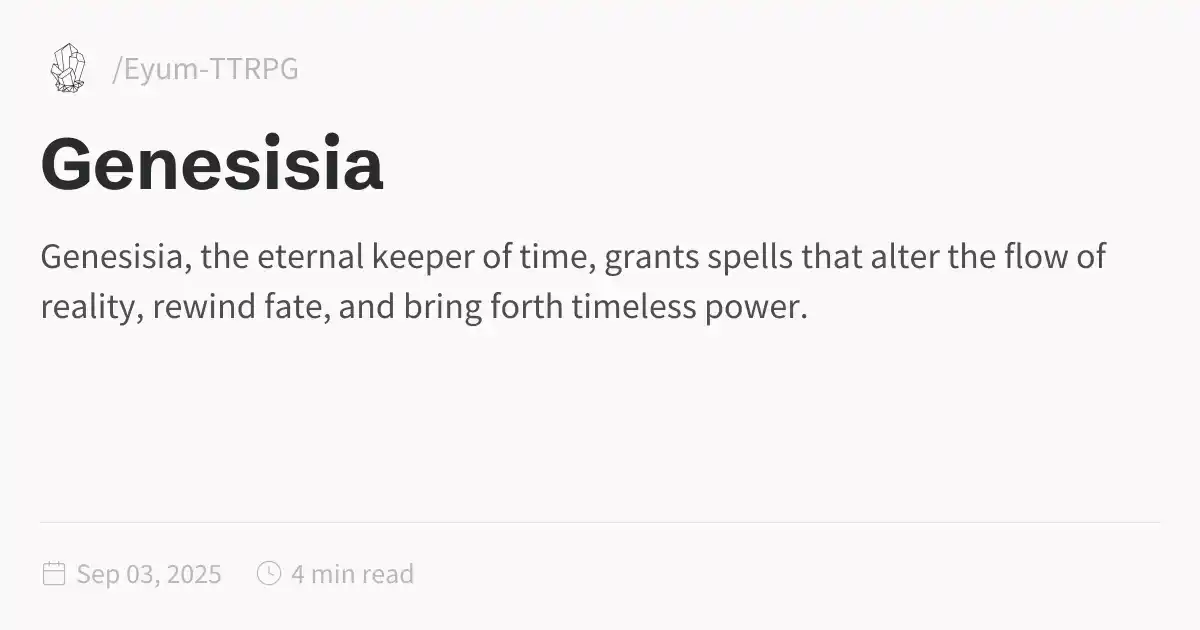 /Eyum-TTRPG
Genesisia
Genesisia, the eternal keeper of time, grants spells that alter the flow of
reality, rewind fate, and bring forth timeless power.
Sep 03, 2025 4 min read